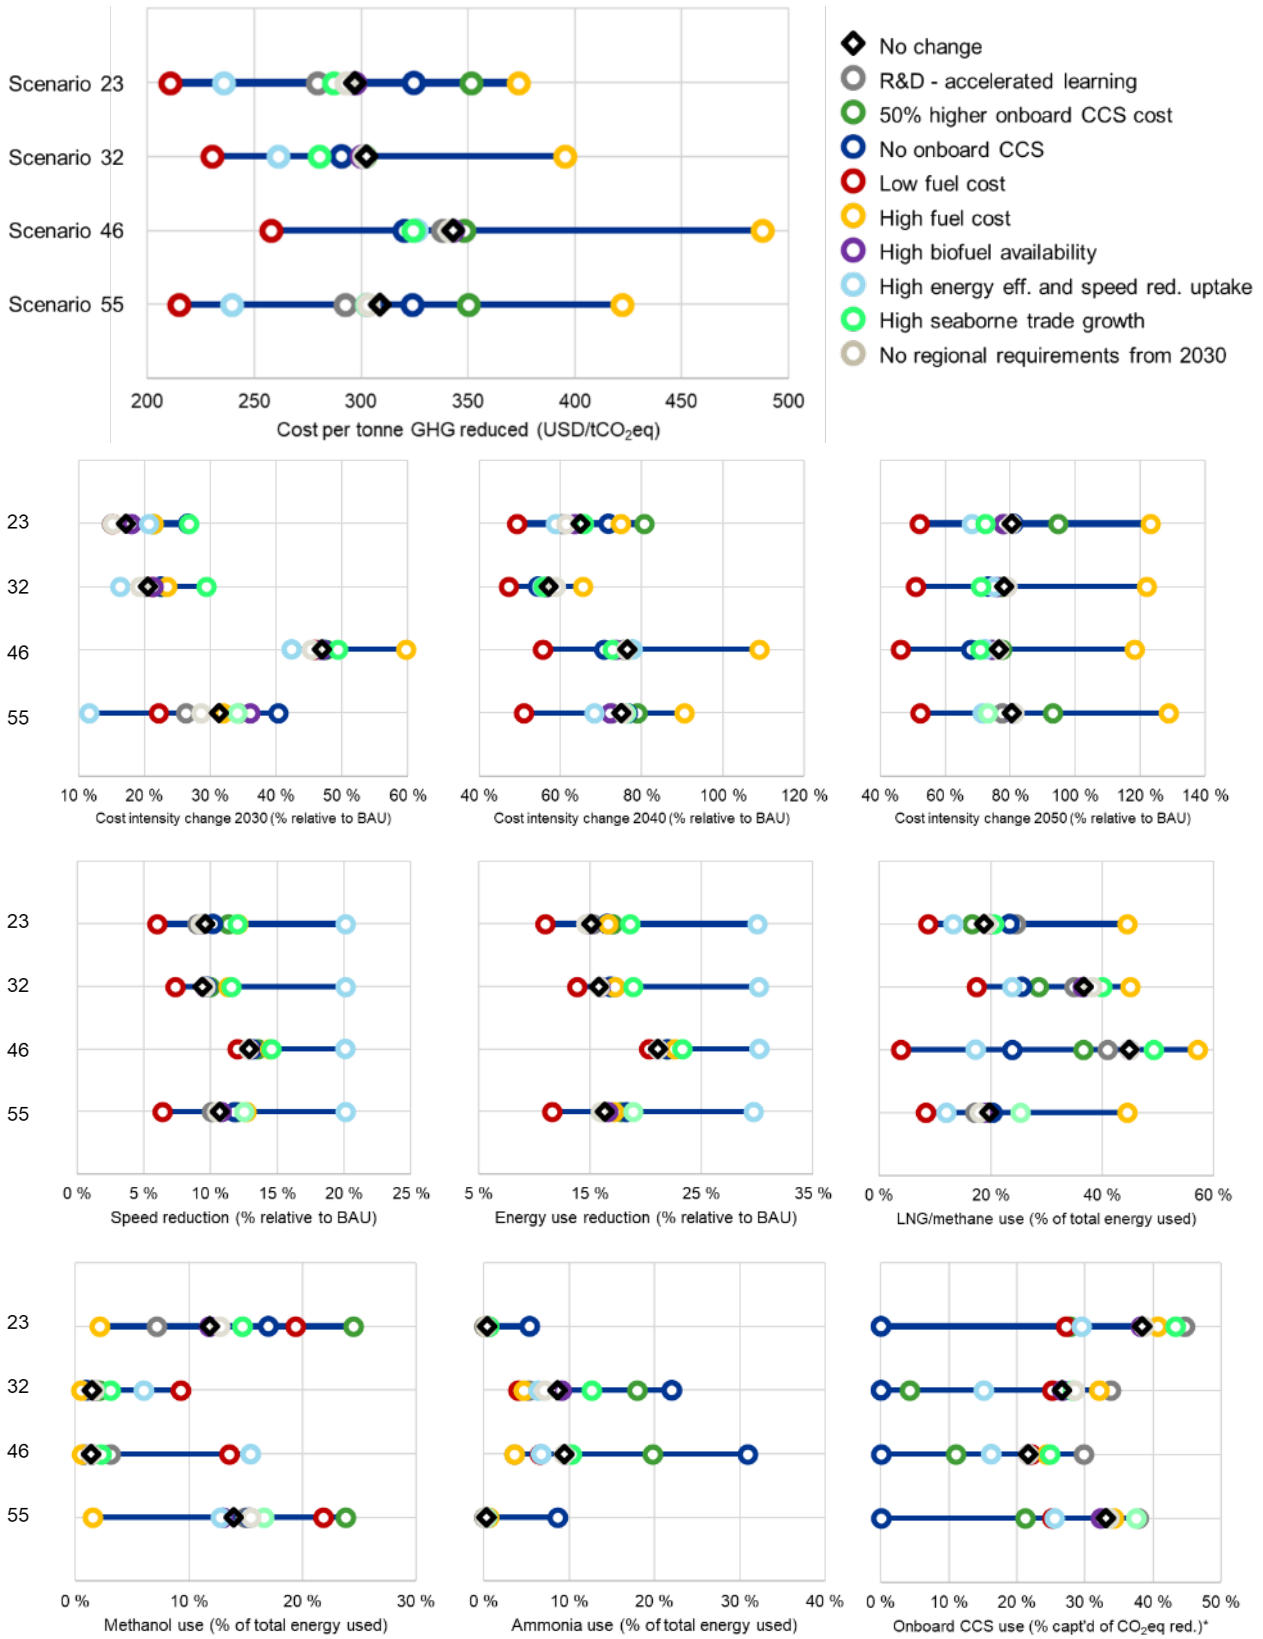 Scenario 23
Scenario 32
Scenario 46
Scenario 55
200 250 300 350 400 450 500
Cost per tonne GHG reduced (USD/tCO₂eq)
No change
R&D - accelerated learning
50% higher onboard CCS cost
No onboard CCS
Low fuel cost
High fuel cost
High biofuel availability
High energy eff. and speed red. uptake
High seaborne trade growth
No regional requirements from 2030
23
32
46
55
10 % 20 % 30 % 40 % 50 % 60 %
Cost intensity change 2030 (% relative to BAU)
40 % 60 % 80 % 100 % 120 %
Cost intensity change 2040 (% relative to BAU)
40 % 60 % 80 % 100 % 120 % 140 %
Cost intensity change 2050 (% relative to BAU)
23
32
46
55
0 % 5 % 10 % 15 % 20 % 25 %
Speed reduction (% relative to BAU)
5 % 15 % 25 % 35 %
Energy use reduction (% relative to BAU)
0 % 20 % 40 % 60 %
LNG/methane use (% of total energy used)
23
32
46
55
0 % 10 % 20 % 30 %
Methanol use (% of total energy used)
0 % 10 % 20 % 30 % 40 %
Ammonia use (% of total energy used)
0 % 10 % 20 % 30 % 40 % 50 %
Onboard CCS use (% capt'd of CO₂eq red.)*